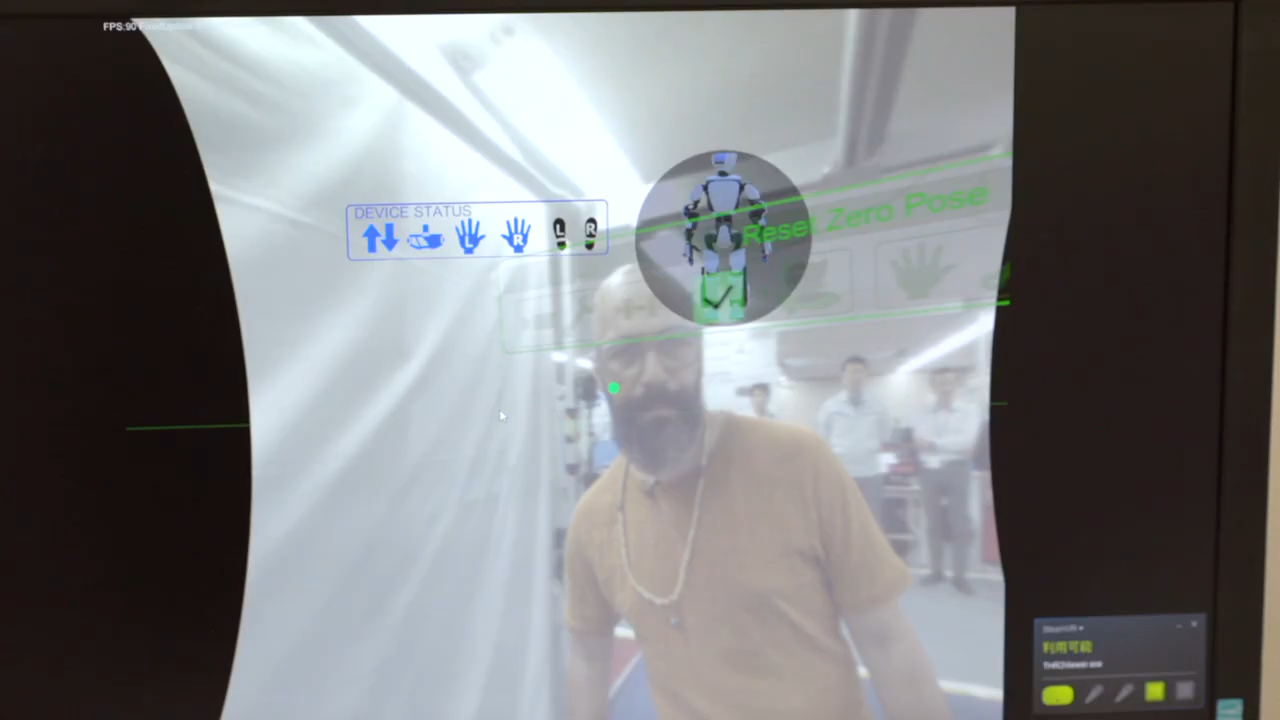 FPS:90
DEVICE STATUS
L R L R
Reset Zero Pose
SteamVR
利用可能